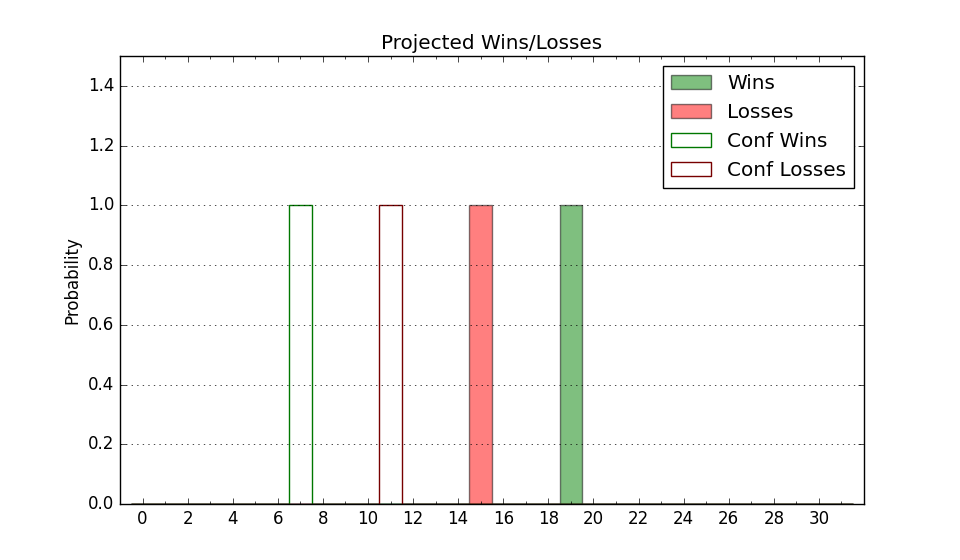 Projected Wins/Losses
Wins
Losses
Conf Wins
Conf Losses
Probability
1.4
1.2
1.0
0.8
0.6
0.4
0.2
0.0
0 2 4 6 8 10 12 14 16 18 20 22 24 26 28 30